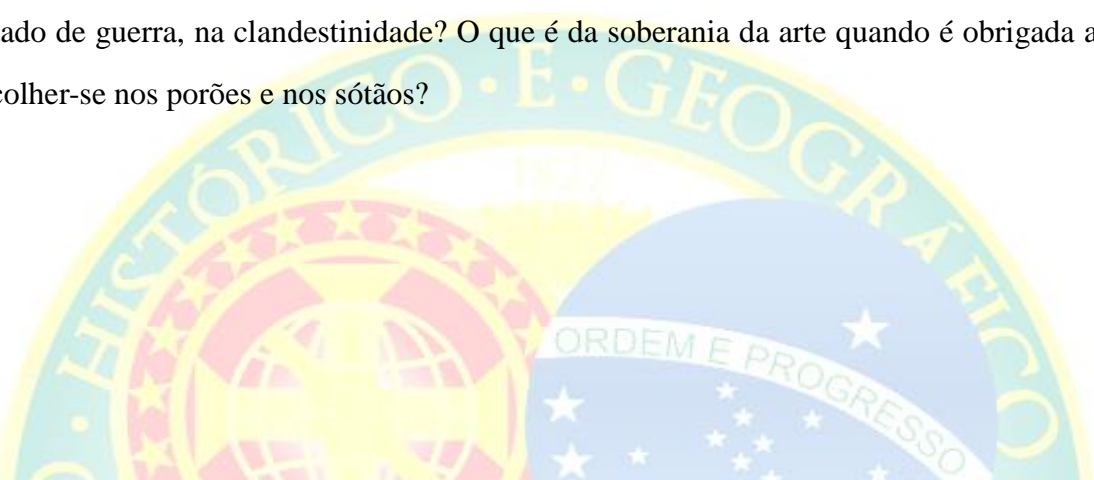 ado de guerra, na clandestinidade? O que é da soberania da arte quando é obrigada a
colher-se nos porões e nos sótãos?
HISTÓRICO · E · GEOGRÁFICO
ORDEM E PROGRESSO